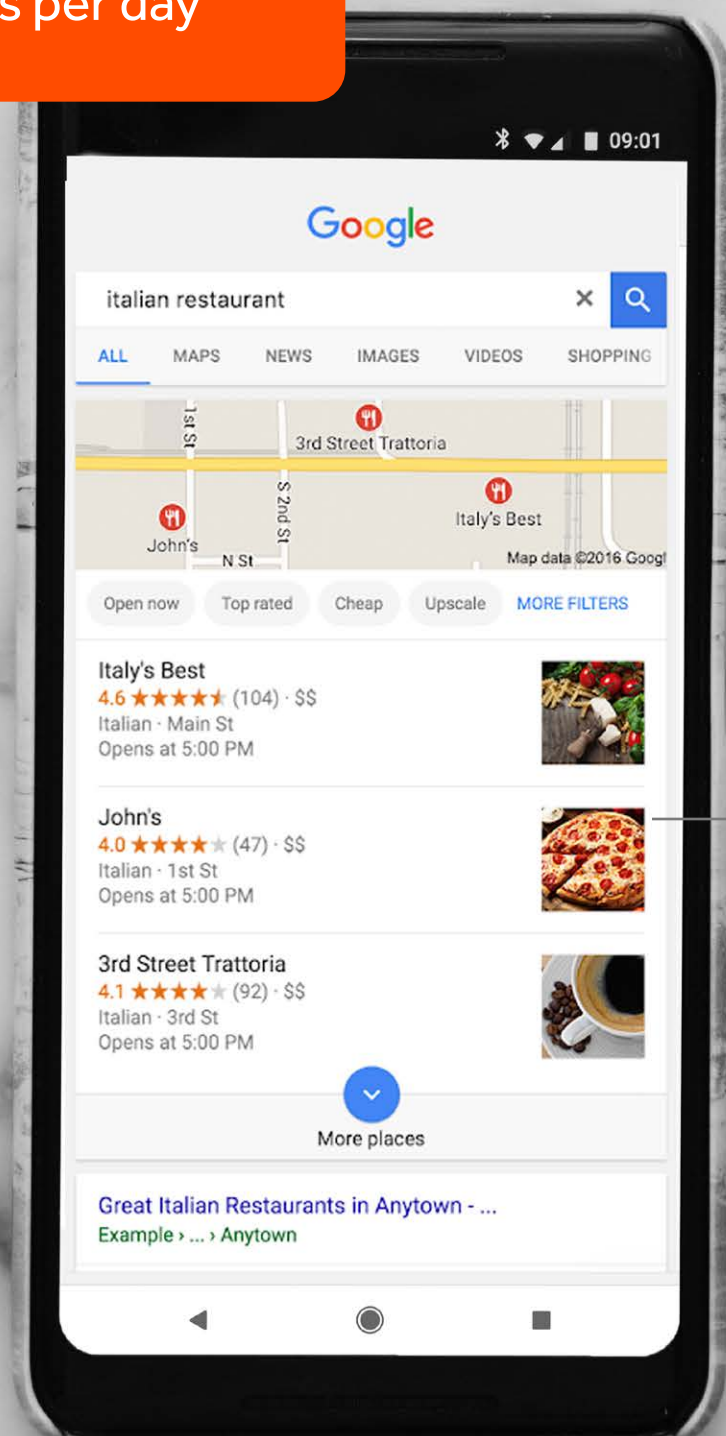 s per day
09:01
Google
italian restaurant
ALL MAPS NEWS IMAGES VIDEOS SHOPPING
1st St
3rd Street Trattoria
S 2nd St
Italy's Best
John's
N St
Map data ©2016 Googl
Open now Top rated Cheap Upscale MORE FILTERS
Italy's Best
4.6 ★★★★★ (104) · $$
Italian · Main St
Opens at 5:00 PM
John's
4.0 ★★★★★ (47) · $$
Italian · 1st St
Opens at 5:00 PM
3rd Street Trattoria
4.1 ★★★★★ (92) · $$
Italian · 3rd St
Opens at 5:00 PM
More places
Great Italian Restaurants in Anytown - ...
Example › ... › Anytown